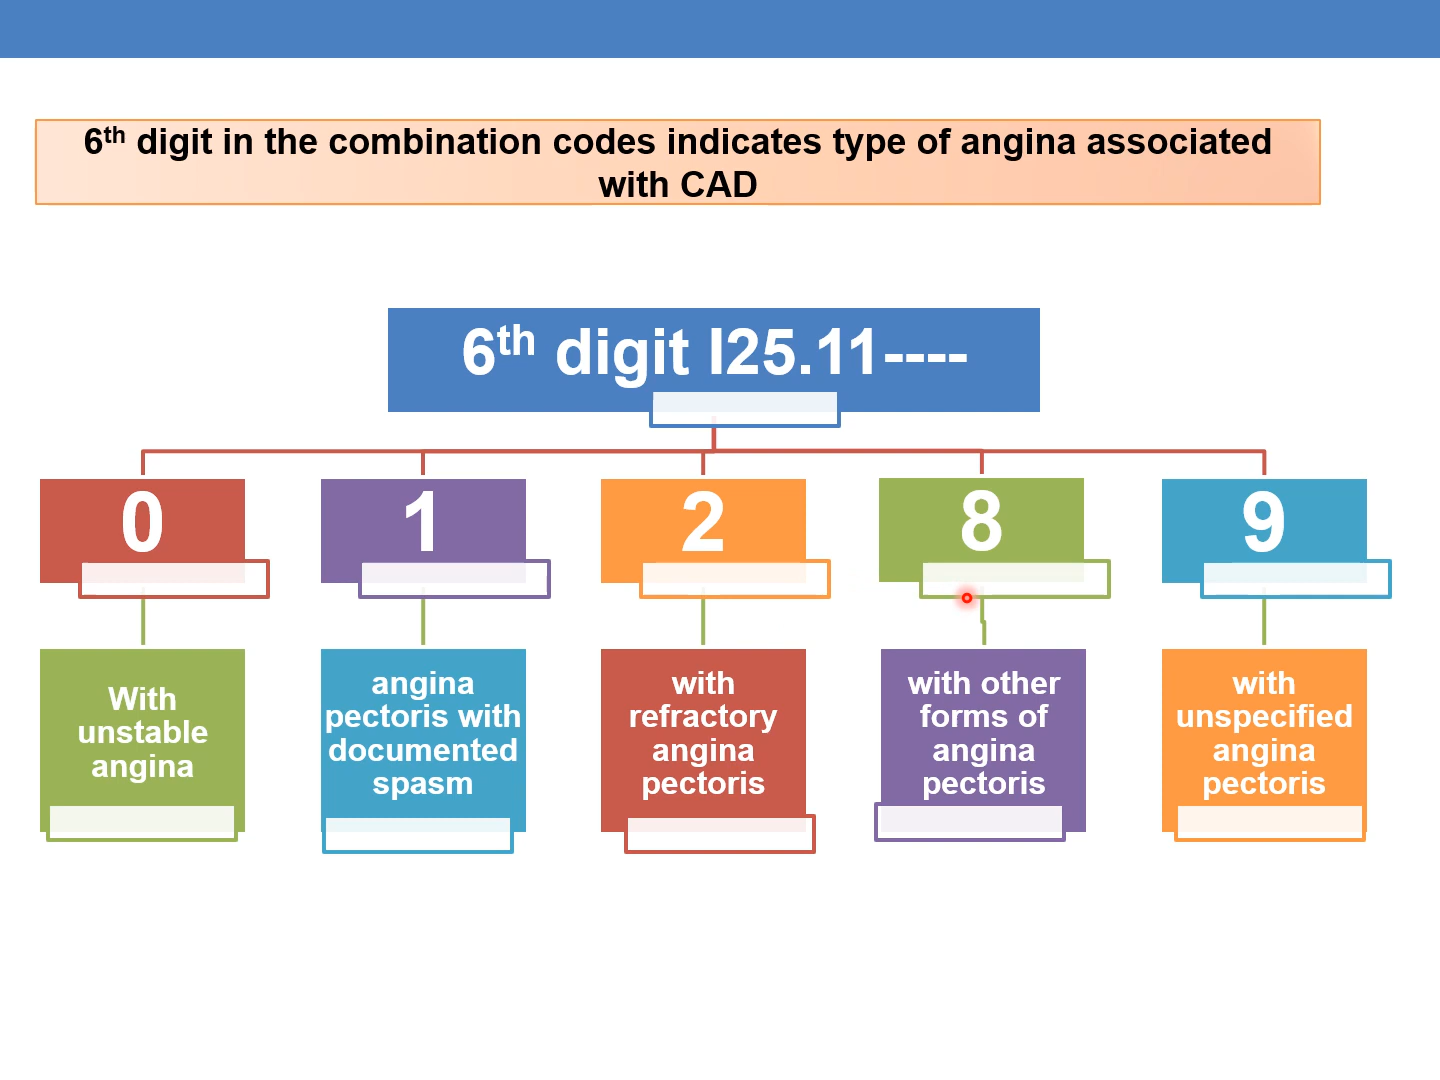 6th digit in the combination codes indicates type of angina associated
with CAD
6th digit I25.11----
0
1
2
8
9
With
unstable
angina
angina
pectoris with
documented
spasm
with
refractory
angina
pectoris
with other
forms of
angina
pectoris
with
unspecified
angina
pectoris